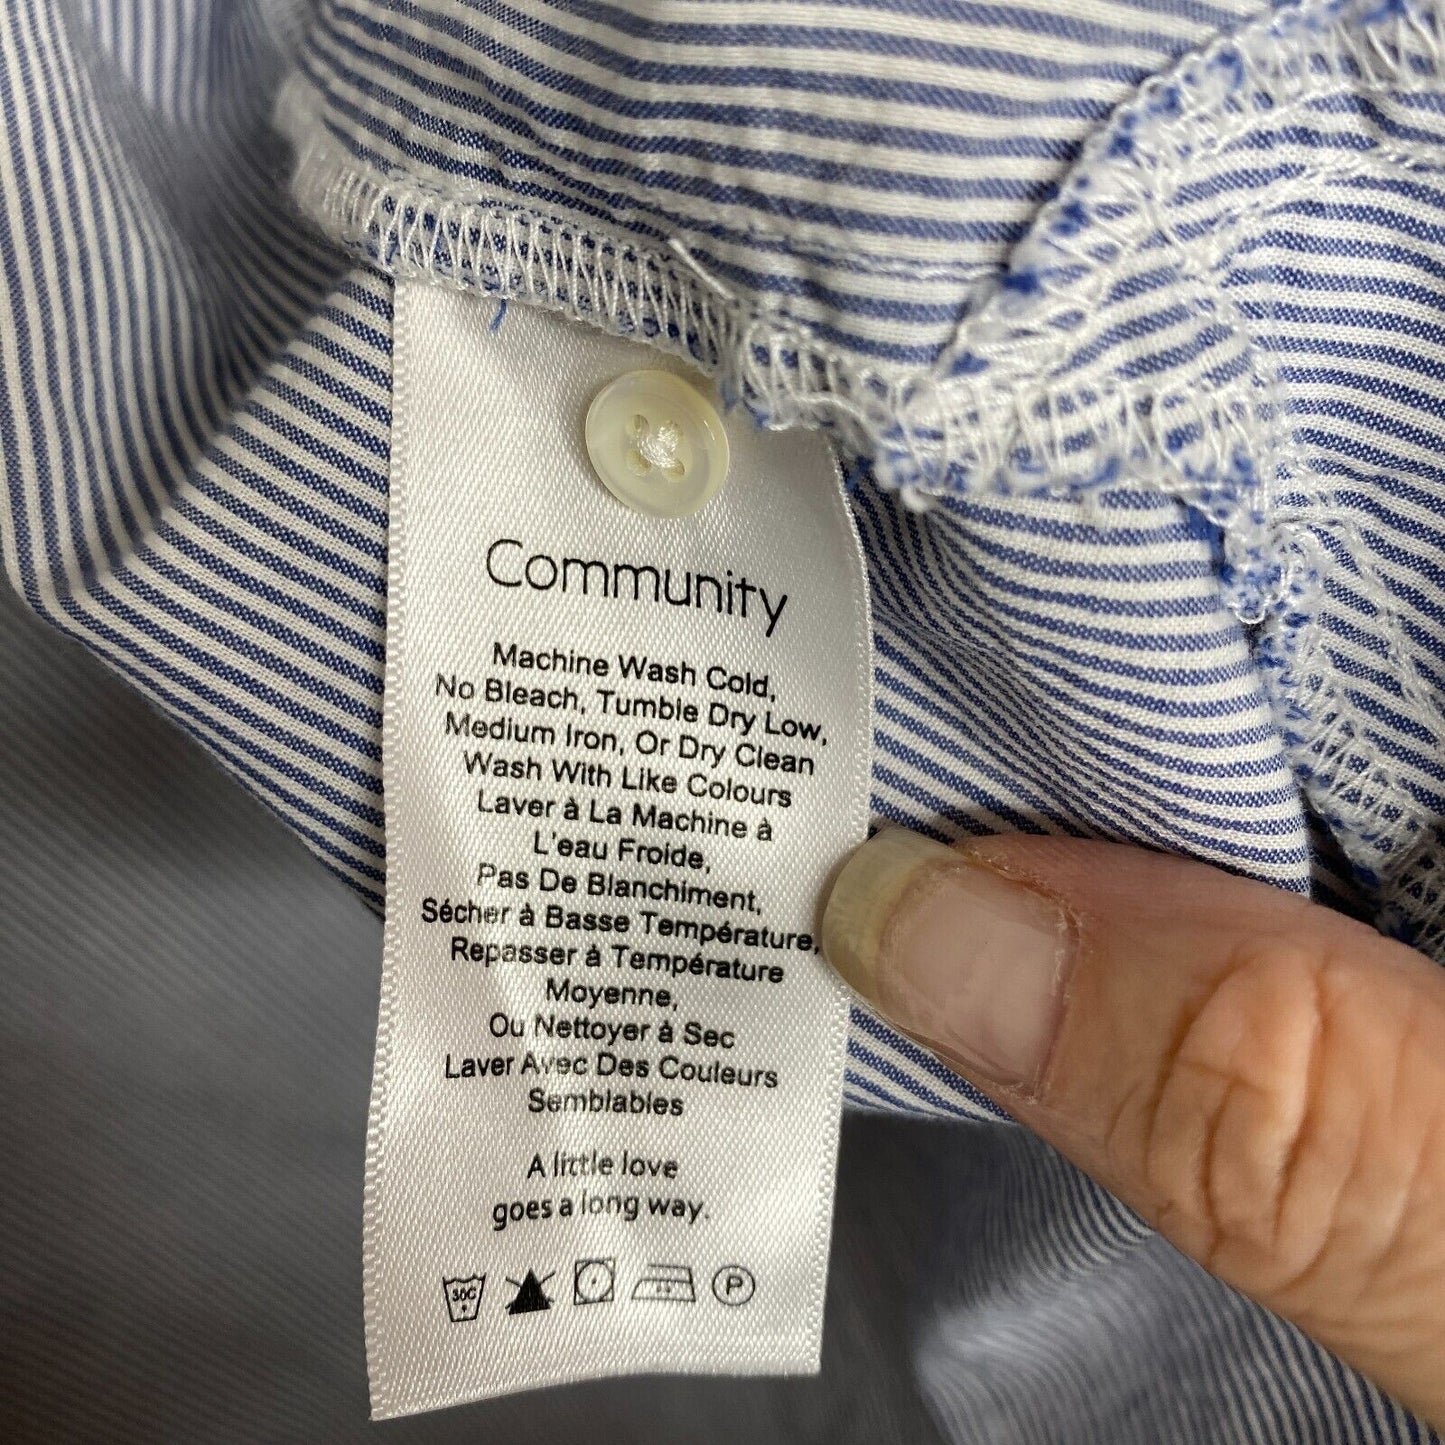 Community
Machine Wash Cold,
No Bleach, Tumble Dry Low,
Medium Iron, Or Dry Clean
Wash With Like Colours
Laver à La Machine à
L'eau Froide,
Pas De Blanchiment,
Sécher à Basse Température,
Repasser à Température
Moyenne,
Ou Nettoyer à Sec
Laver Avec Des Couleurs
Semblables
A little love
goes a long way.
30C P